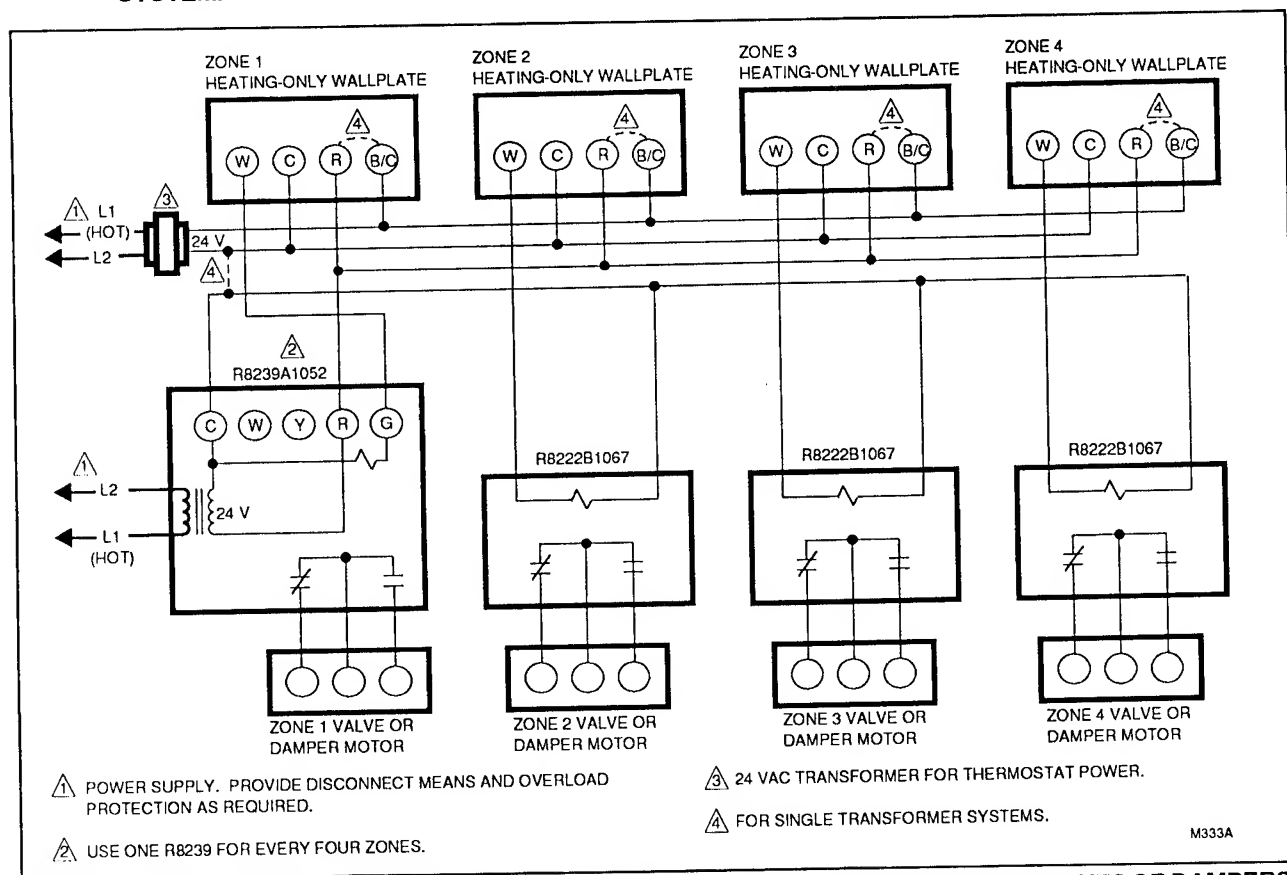 ZONE 1
HEATING-ONLY WALLPLATE
ZONE 2
HEATING-ONLY WALLPLATE
ZONE 3
HEATING-ONLY WALLPLATE
ZONE 4
HEATING-ONLY WALLPLATE
4
W C R B/C
4
W C R B/C
4
W C R B/C
4
W C R B/C
1 L1
(HOT)
L2
3
24 V
4
2
R8239A1052
C W Y R G
1
L2
L1
(HOT)
24 V
R8222B1067
R8222B1067
R8222B1067
ZONE 1 VALVE OR
DAMPER MOTOR
ZONE 2 VALVE OR
DAMPER MOTOR
ZONE 3 VALVE OR
DAMPER MOTOR
ZONE 4 VALVE OR
DAMPER MOTOR
1 POWER SUPPLY. PROVIDE DISCONNECT MEANS AND OVERLOAD
PROTECTION AS REQUIRED.
2 USE ONE R8239 FOR EVERY FOUR ZONES.
3 24 VAC TRANSFORMER FOR THERMOSTAT POWER.
4 FOR SINGLE TRANSFORMER SYSTEMS.
M333A